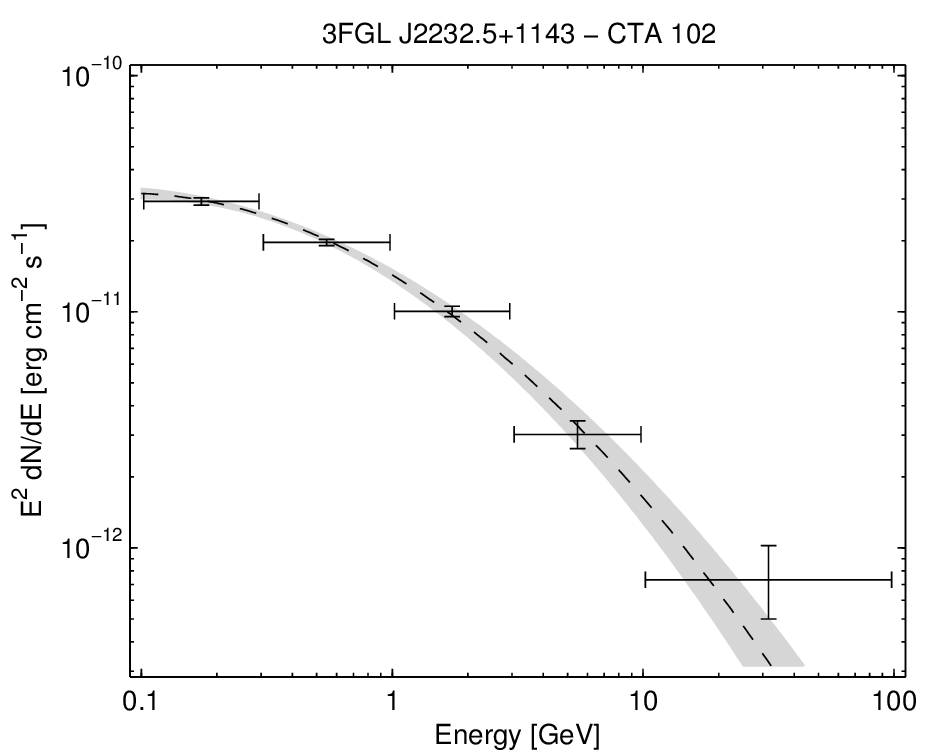 3FGL J2232.5+1143 − CTA 102
10⁻¹⁰
10⁻¹¹
10⁻¹²
E² dN/dE [erg cm⁻² s⁻¹]
0.1 1 10 100
Energy [GeV]